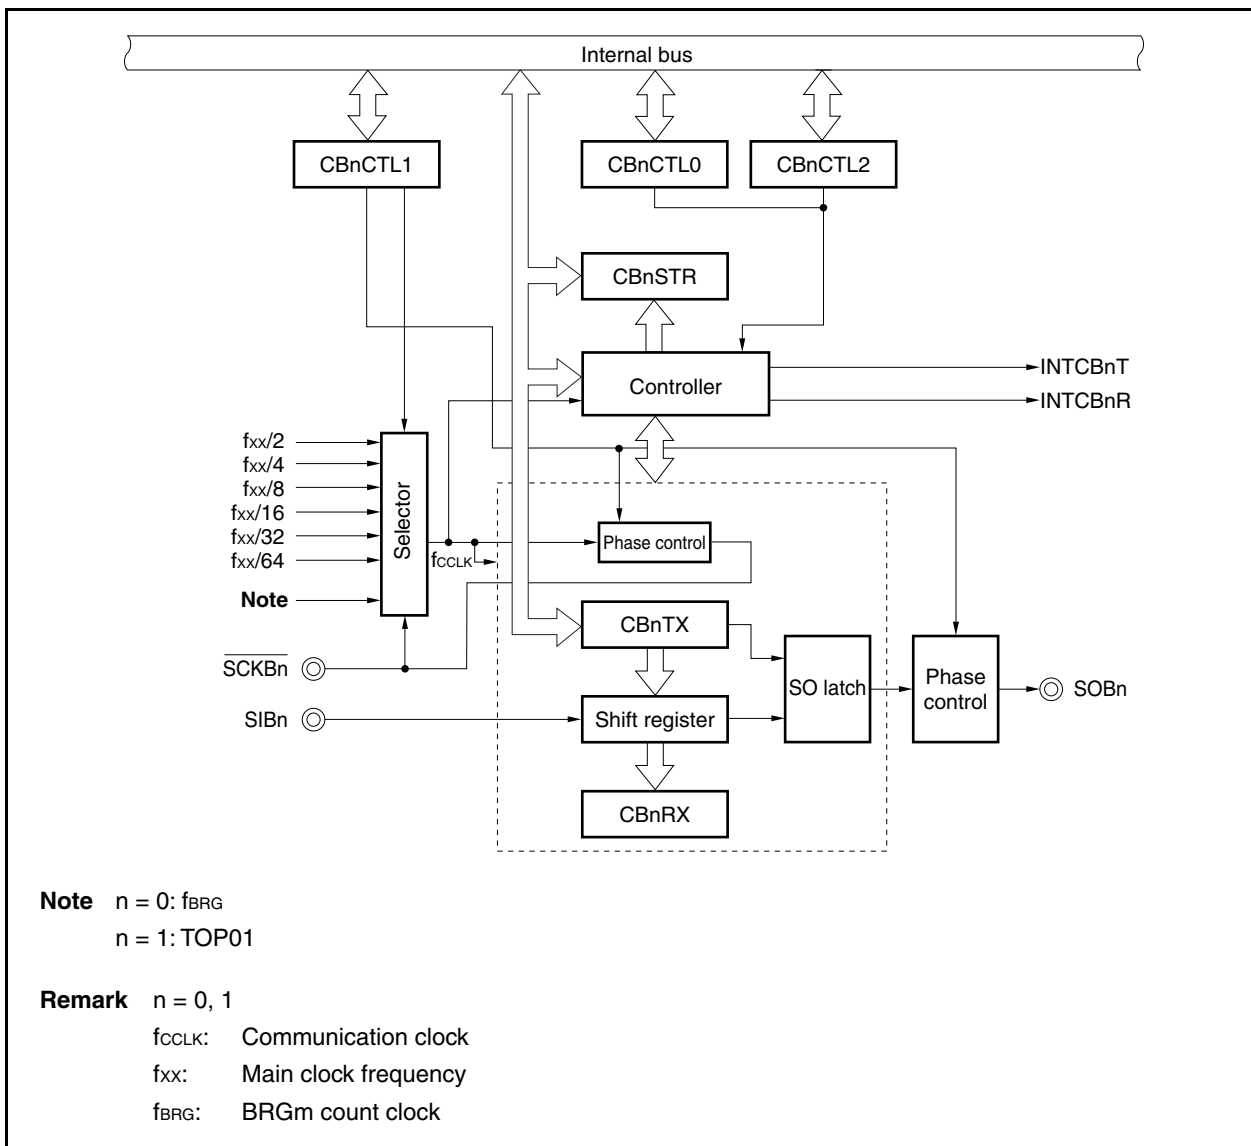 Internal bus
CBnCTL1
CBnCTL0
CBnCTL2
CBnSTR
Controller
INTCBnT
INTCBnR
fxx/2
fxx/4
fxx/8
fxx/16
fxx/32
fxx/64
Note
Selector
fCCLK
Phase control
CBnTX
SCKBn
SO latch
Phase
control
SOBn
SIBn
Shift register
CBnRX
Note n = 0: fBRG
n = 1: TOP01
Remark n = 0, 1
fCCLK: Communication clock
fxx: Main clock frequency
fBRG: BRGm count clock